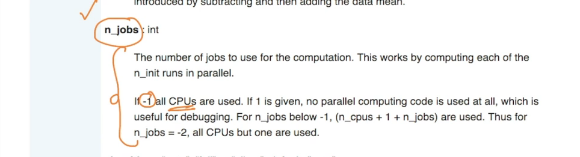 introduced by subtracting and then adding the data mean.
n_jobs : int
The number of jobs to use for the computation. This works by computing each of the
n_init runs in parallel.
If -1 all CPUs are used. If 1 is given, no parallel computing code is used at all, which is
useful for debugging. For n_jobs below -1, (n_cpus + 1 + n_jobs) are used. Thus for
n_jobs = -2, all CPUs but one are used.